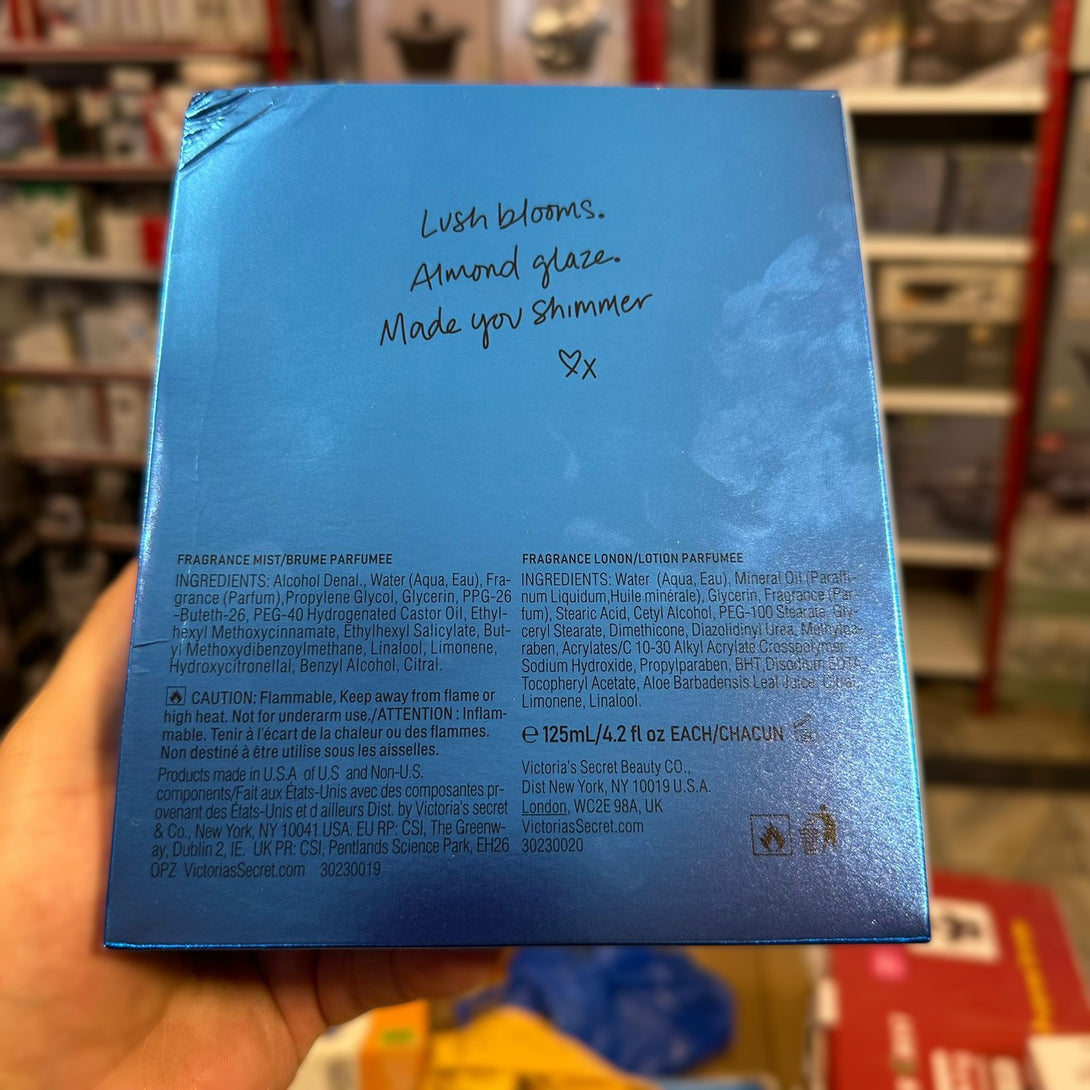 Lush blooms.
Almond glaze.
Made you shimmer
x
FRAGRANCE MIST/BRUME PARFUMEE
INGREDIENTS: Alcohol Denal., Water (Aqua, Eau), Fra-
grance (Parfum),Propylene Glycol, Glycerin, PPG-26
-Buteth-26, PEG-40 Hydrogenated Castor Oil, Ethyl-
hexyl Methoxycinnamate, Ethylhexyl Salicylate, But-
yl Methoxydibenzoylmethane, Linalool, Limonene,
Hydroxycitronellal, Benzyl Alcohol, Citral.
CAUTION: Flammable, Keep away from flame or
high heat. Not for underarm use./ATTENTION : Inflam-
mable. Tenir à l'écart de la chaleur ou des flammes.
Non destiné à être utilise sous les aisselles.
Products made in U.S.A of U.S and Non-U.S.
components/Fait aux États-Unis avec des composantes pr-
ovenant des États-Unis et d ailleurs Dist. by Victoria's secret
& Co., New York, NY 10041 USA. EU RP: CSI, The Greenw-
ay, Dublin 2, IE. UK PR: CSI, Pentlands Science Park, EH26
OPZ VictoriasSecret.com 30230019
FRAGRANCE LONON/LOTION PARFUMEE
INGREDIENTS: Water (Aqua, Eau), Mineral Oil (Paraffi-
num Liquidum,Huile minérale), Glycerin, Fragrance (Par-
fum), Stearic Acid, Cetyl Alcohol, PEG-100 Stearate, Gly-
ceryl Stearate, Dimethicone, Diazolidinyl Urea, Methylpa-
raben, Acrylates/C 10-30 Alkyl Acrylate Crosspolymer,
Sodium Hydroxide, Propylparaben, BHT, Disodium EDTA,
Tocopheryl Acetate, Aloe Barbadensis Leaf Juice, Citral,
Limonene, Linalool.
℮ 125mL/4.2 fl oz EACH/CHACUN
Victoria's Secret Beauty CO.,
Dist New York, NY 10019 U.S.A.
London, WC2E 98A, UK
VictoriasSecret.com
30230020